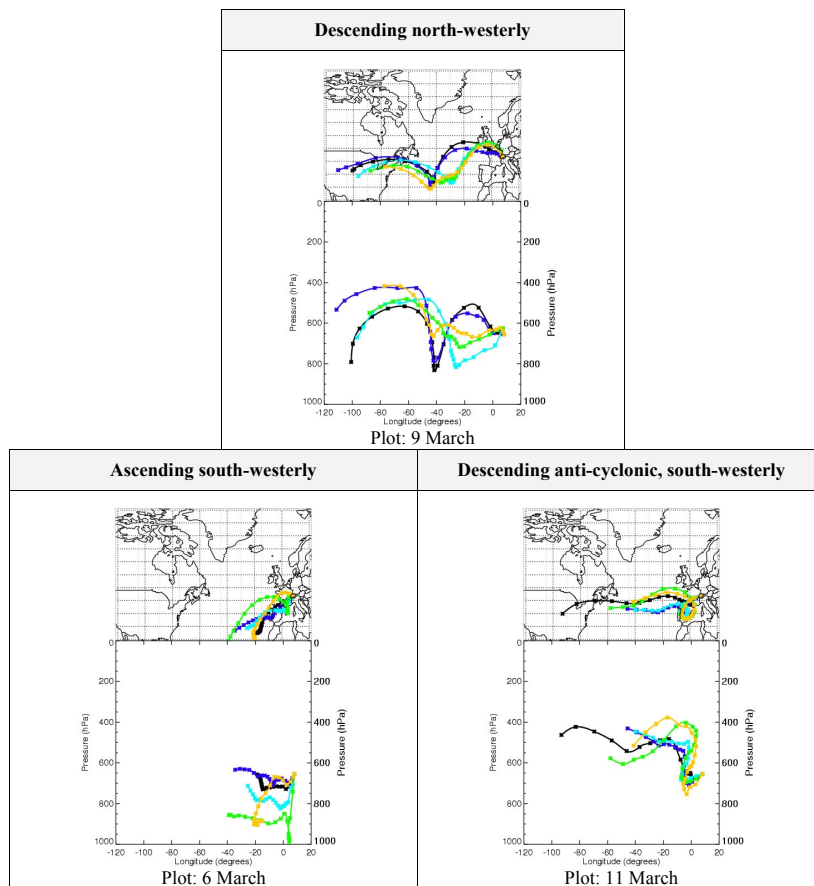 Descending north-westerly
0
0
200
200
400
400
600
600
800
800
1000
1000
Pressure (hPa)
Pressure (hPa)
-120 -100 -80 -60 -40 -20 0 20
Longitude (degrees)
Plot: 9 March
Ascending south-westerly
Descending anti-cyclonic, south-westerly
0
0
200
200
400
400
600
600
800
800
1000
1000
Pressure (hPa)
Pressure (hPa)
-120 -100 -80 -60 -40 -20 0 20
Longitude (degrees)
Plot: 6 March
0
0
200
200
400
400
600
600
800
800
1000
1000
Pressure (hPa)
Pressure (hPa)
-120 -100 -80 -60 -40 -20 0 20
Longitude (degrees)
Plot: 11 March